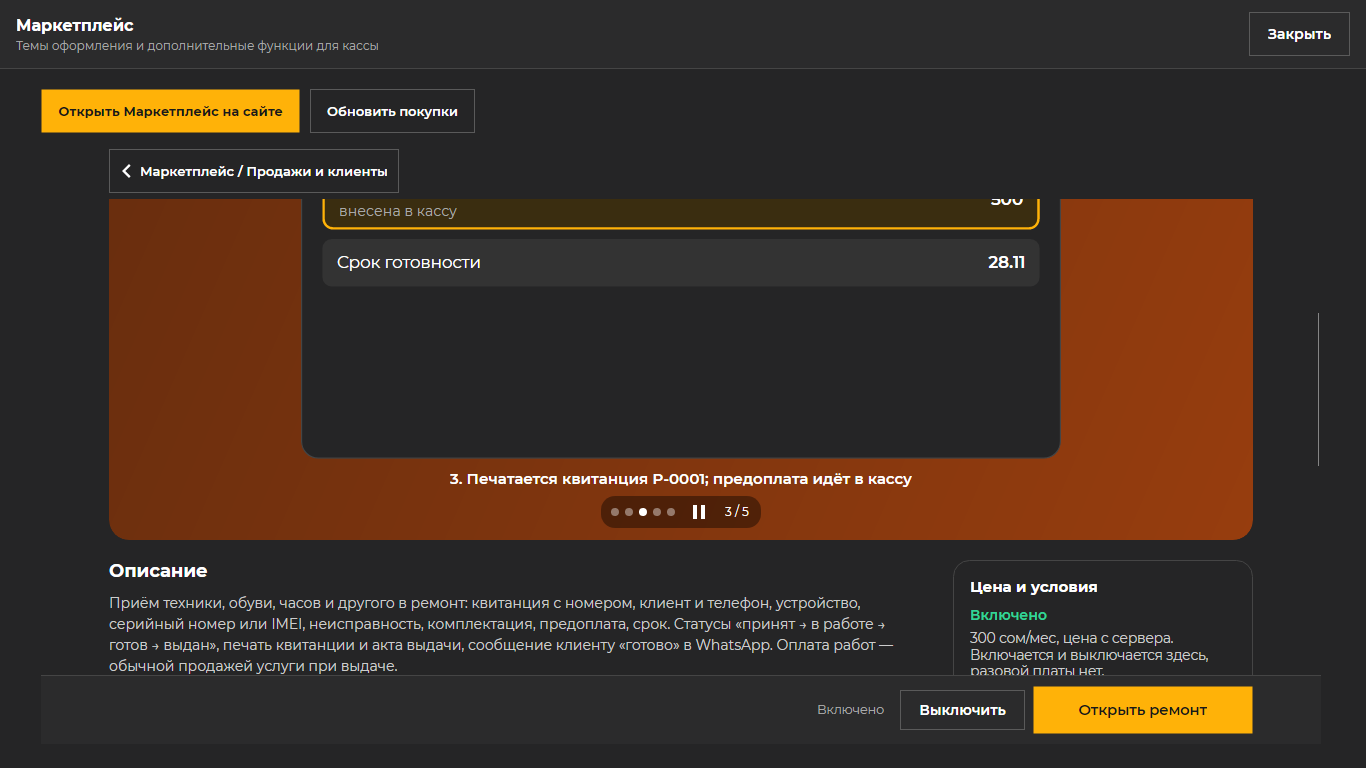 Маркетплейс
Темы оформления и дополнительные функции для кассы
Закрыть
Открыть Маркетплейс на сайте
Обновить покупки
Маркетплейс / Продажи и клиенты
внесена в кассу
500
Срок готовности
28.11
3. Печатается квитанция Р-0001; предоплата идёт в кассу
3 / 5
Описание
Приём техники, обуви, часов и другого в ремонт: квитанция с номером, клиент и телефон, устройство,
серийный номер или IMEI, неисправность, комплектация, предоплата, срок. Статусы «принят → в работе →
готов → выдан», печать квитанции и акта выдачи, сообщение клиенту «готово» в WhatsApp. Оплата работ —
обычной продажей услуги при выдаче.
Цена и условия
Включено
300 сом/мес, цена с сервера.
Включается и выключается здесь,
разовой платы нет.
Включено
Выключить
Открыть ремонт